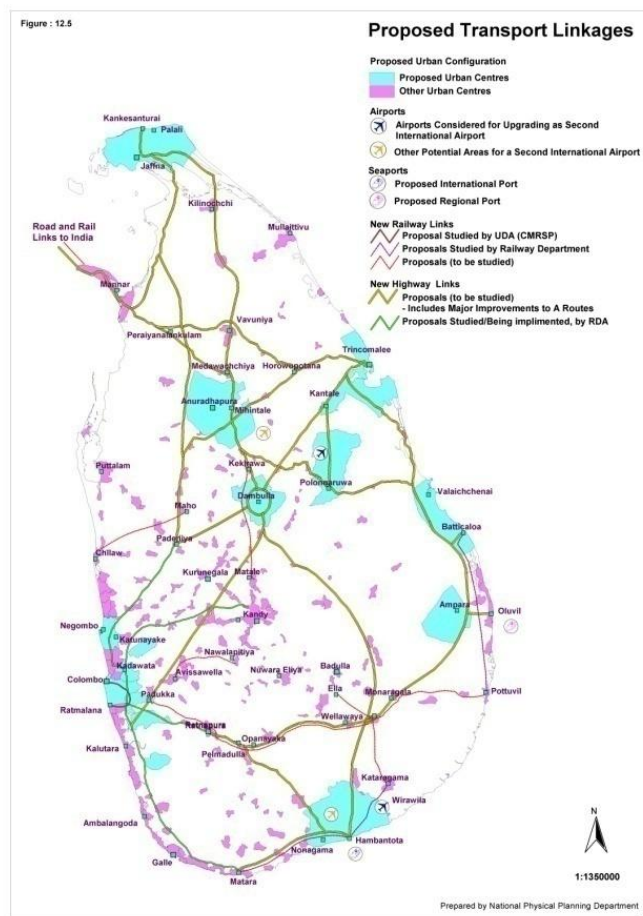 Figure : 12.5
Proposed Transport Linkages
Proposed Urban Configuration
Proposed Urban Centres
Other Urban Centres
Airports
Airports Considered for Upgrading as Second
International Airport
Other Potential Areas for a Second International Airport
Seaports
Proposed International Port
Proposed Regional Port
New Railway Links
Proposal Studied by UDA (CMRSP)
Proposals Studied by Railway Department
Proposals (to be studied)
New Highway Links
Proposals (to be studied)
- Includes Major Improvements to A Routes
Proposals Studied/Being implimented, by RDA
Kankesanturai
Palali
Jaffna
Kilinochchi
Mullaittivu
Road and Rail
Links to India
Mannar
Vavuniya
Peraiyanalankulam
Trincomalee
Medawachchiya
Horowopotana
Kantale
Anuradhapura
Mihintale
Kekirawa
Puttalam
Polonnaruwa
Dambulla
Valaichchenai
Maho
Batticaloa
Padeniya
Chilaw
Kurunegala
Matale
Ampara
Oluvil
Kandy
Negombo
Katunayake
Nawalapitiya
Kadawata
Avissawella
Nuwara Eliya
Badulla
Colombo
Ella
Padukka
Monaragala
Pottuvil
Ratmalana
Ratnapura
Wellawaya
Opanayaka
Kalutara
Pelmadulla
Kataragama
Wirawila
Ambalangoda
Hambantota
Nonagama
Galle
Matara
N
1:1350000
Prepared by National Physical Planning Department